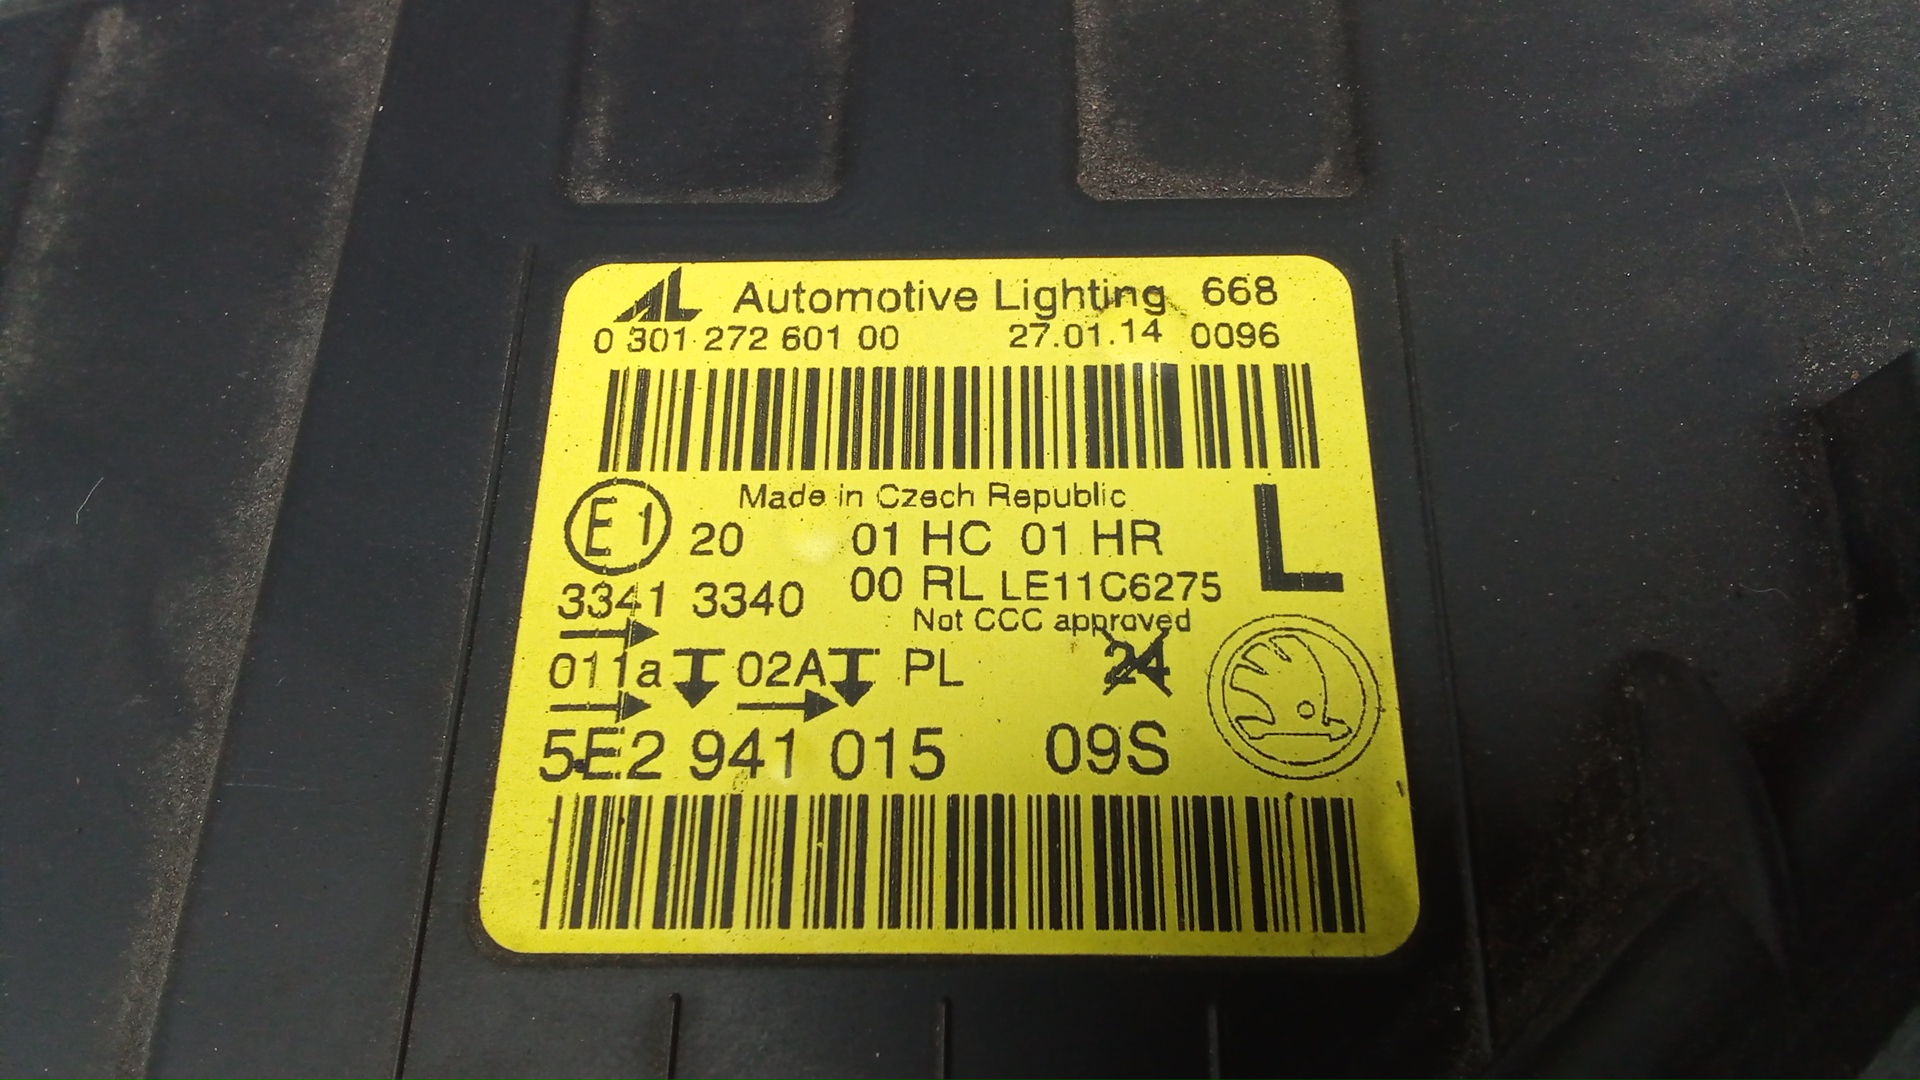 AL Automotive Lighting 668
0 301 272 601 00 27.01.14 0096
Made in Czech Republic
E1 20 01 HC 01 HR L
3341 3340 00 RL LE11C6275
Not CCC approved
011a 02A PL 24
5E2 941 015 09S